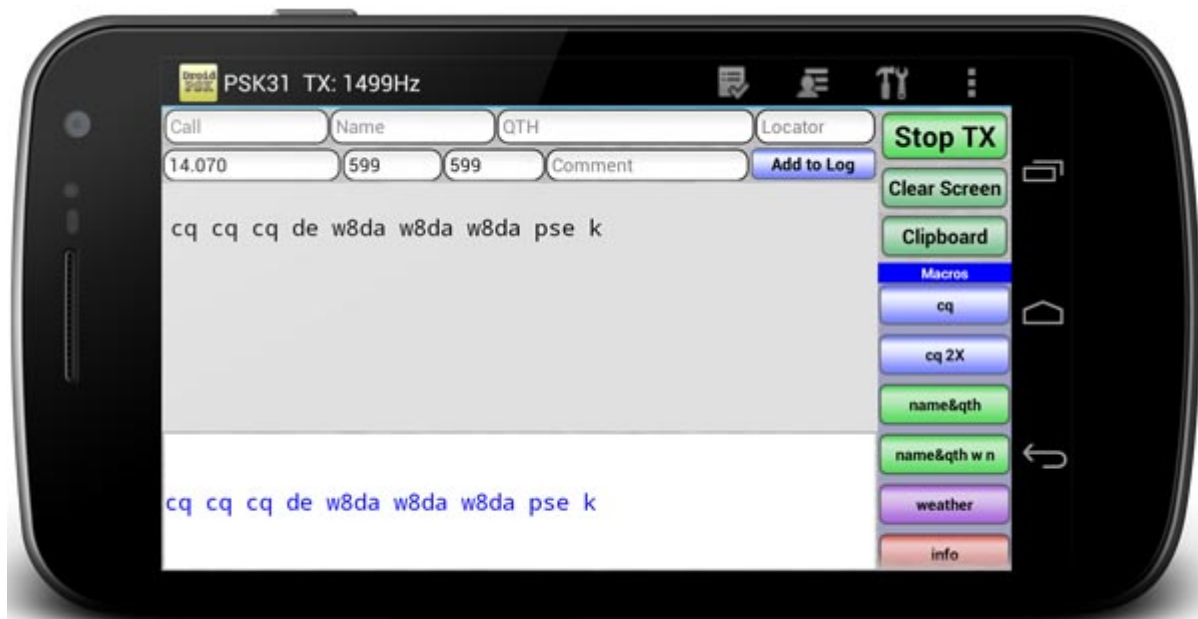 Droid PSK PSK31 TX: 1499Hz
Call Name QTH Locator Stop TX
14.070 599 599 Comment Add to Log
Clear Screen
cq cq cq de w8da w8da w8da pse k
Clipboard
Macros
cq
cq 2X
name&qth
name&qth w n
cq cq cq de w8da w8da w8da pse k
weather
info